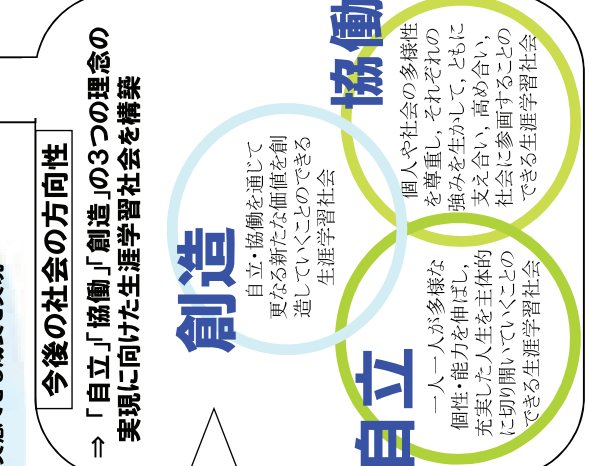 今後の社会の方向性
⇒「自立」「協働」「創造」の3つの理念の
実現に向けた生涯学習社会を構築
創造
自立・協働を通じて
更なる新たな価値を創
造していくことのできる
生涯学習社会
自立
一人一人が多様な
個性・能力を伸ばし,
充実した人生を主体的
に切り開いていくことの
できる生涯学習社会
協働
個人や社会の多様性
を尊重し,それぞれの
強みを生かして,ともに
支え合い,高め合い,
社会に参画することの
できる生涯学習社会